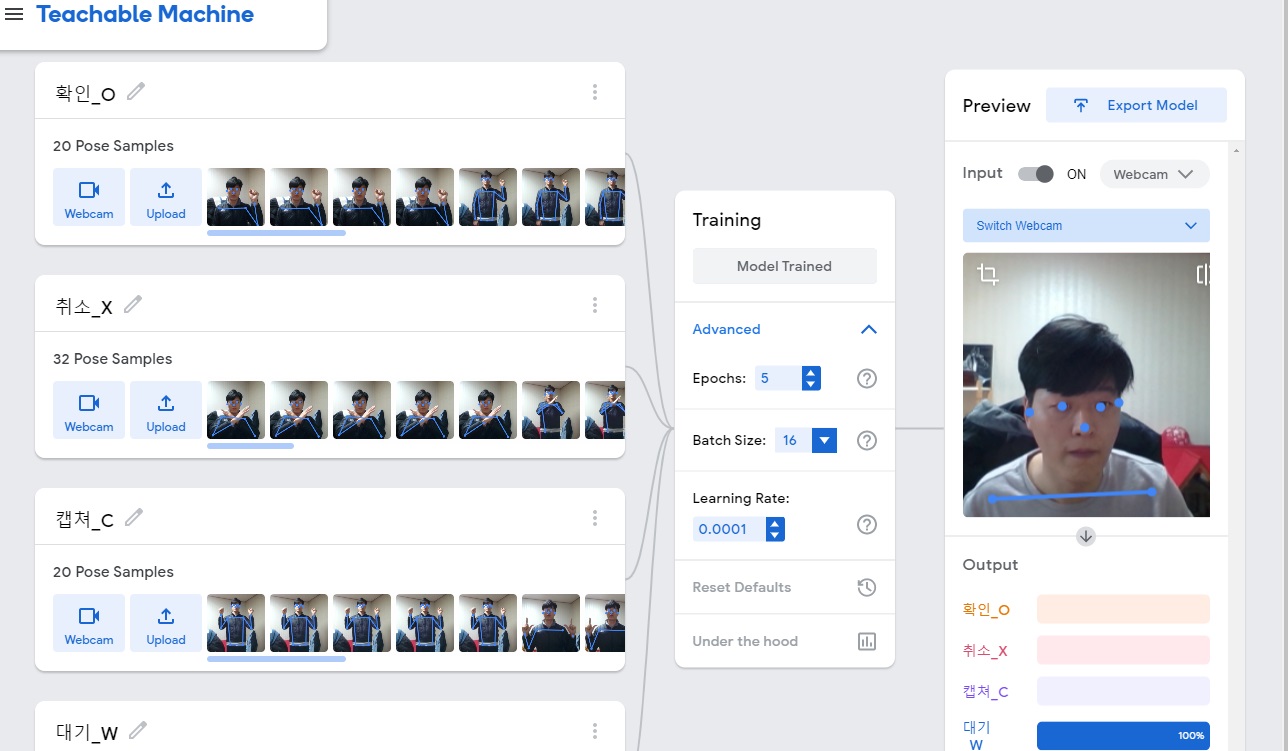 Teachable Machine
확인_O
20 Pose Samples
Webcam
Upload
취소_X
32 Pose Samples
Webcam
Upload
캡쳐_C
20 Pose Samples
Webcam
Upload
대기_W
Training
Model Trained
Advanced
Epochs: 5
Batch Size: 16
Learning Rate:
0.0001
Reset Defaults
Under the hood
Preview
Export Model
Input ON Webcam
Switch Webcam
Output
확인_O
취소_X
캡쳐_C
대기
W
100%